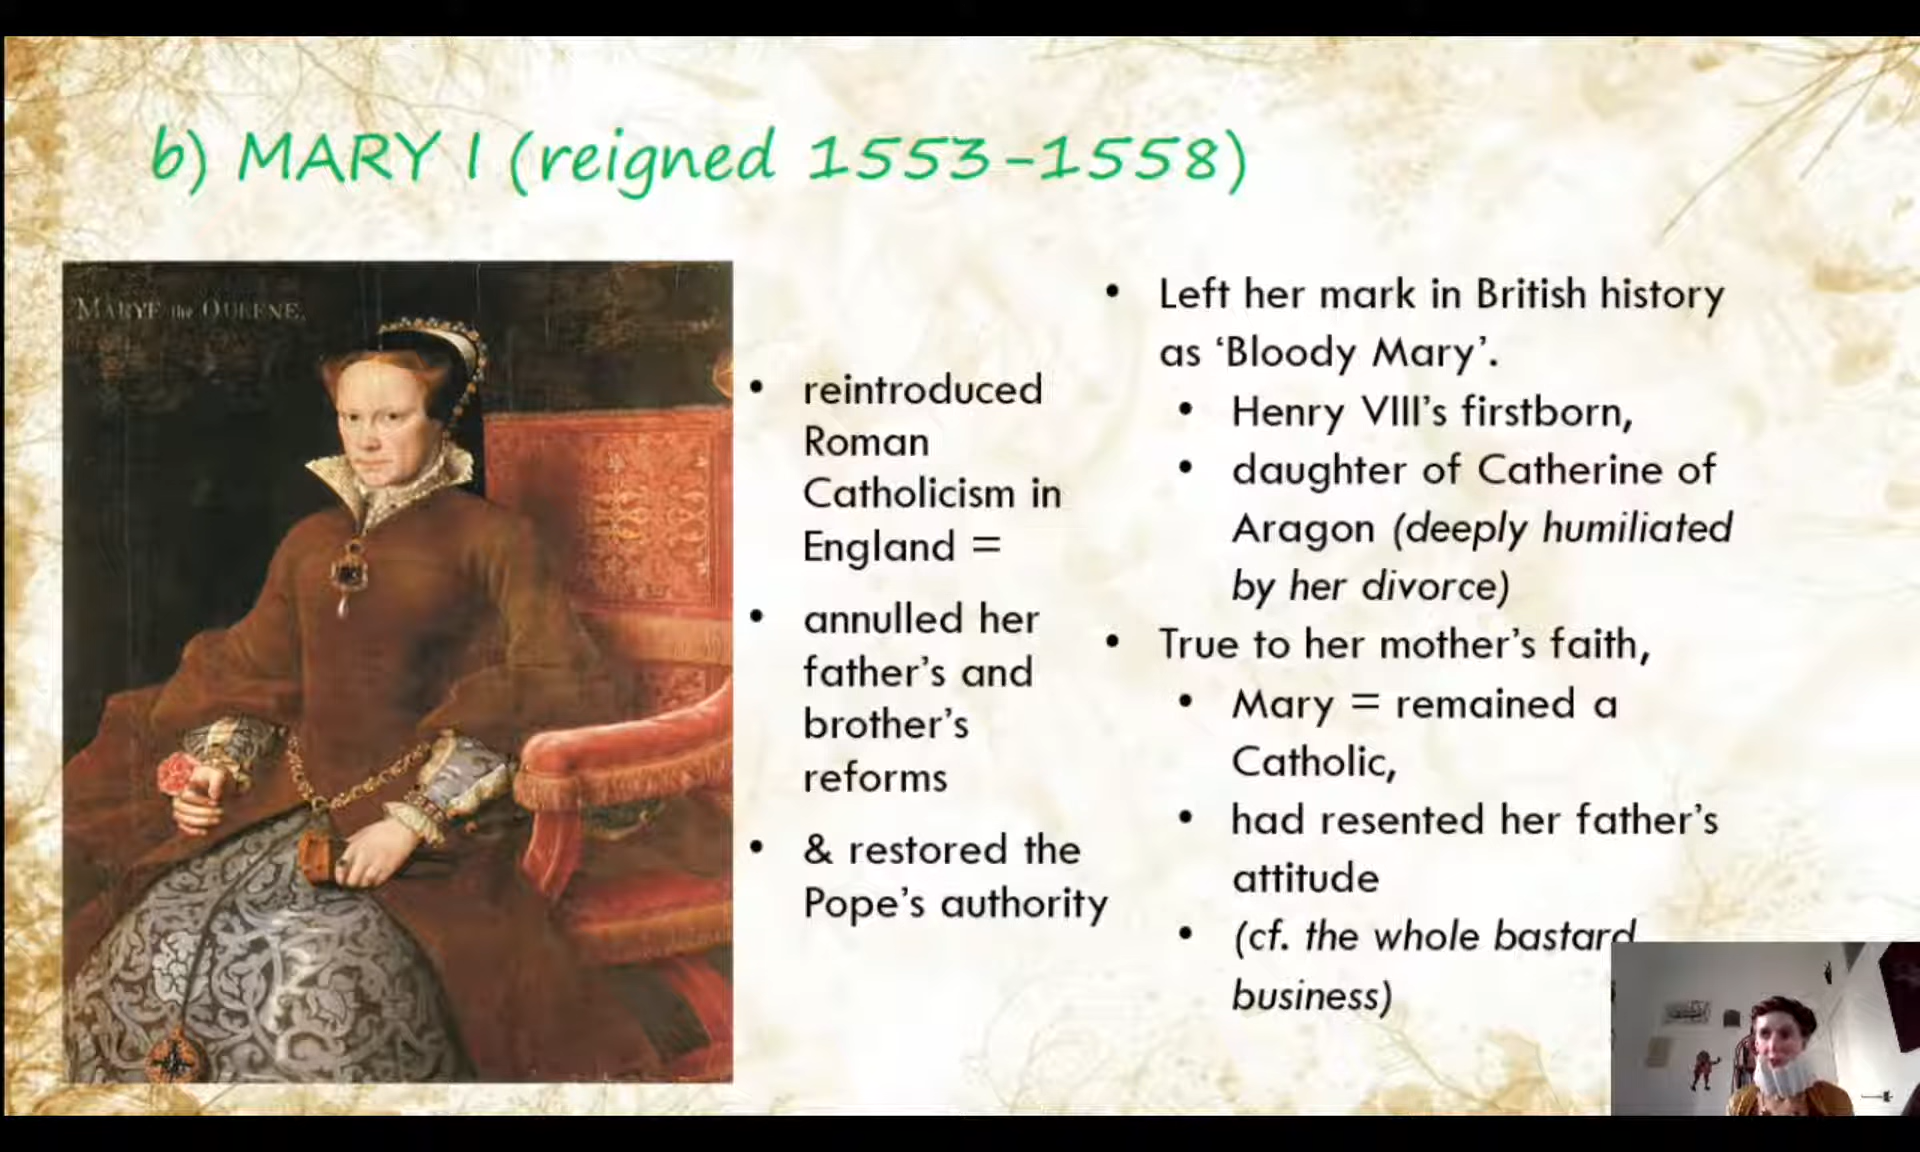 b) MARY I (reigned 1553-1558)
MARYE the QUEENE.
• reintroduced
Roman
Catholicism in
England =
• annulled her
father's and
brother's
reforms
• & restored the
Pope's authority
• Left her mark in British history
as ‘Bloody Mary’.
• Henry VIII's firstborn,
• daughter of Catherine of
Aragon (deeply humiliated
by her divorce)
• True to her mother's faith,
• Mary = remained a
Catholic,
• had resented her father's
attitude
• (cf. the whole bastard
business)